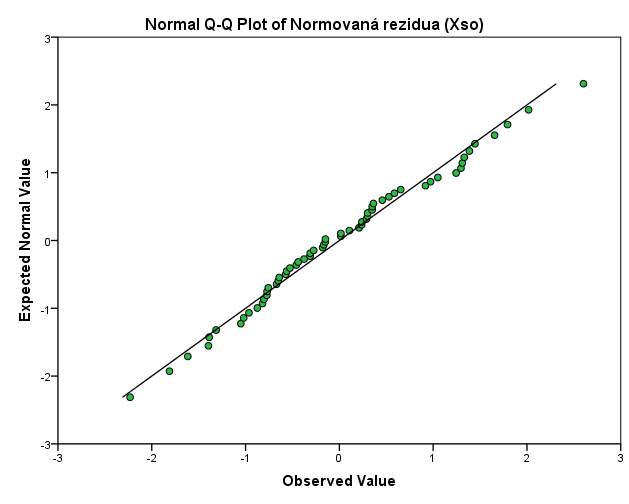 Normal Q-Q Plot of Normovaná rezidua (Xso)
Expected Normal Value
3
2
1
0
-1
-2
-3
-3 -2 -1 0 1 2 3
Observed Value